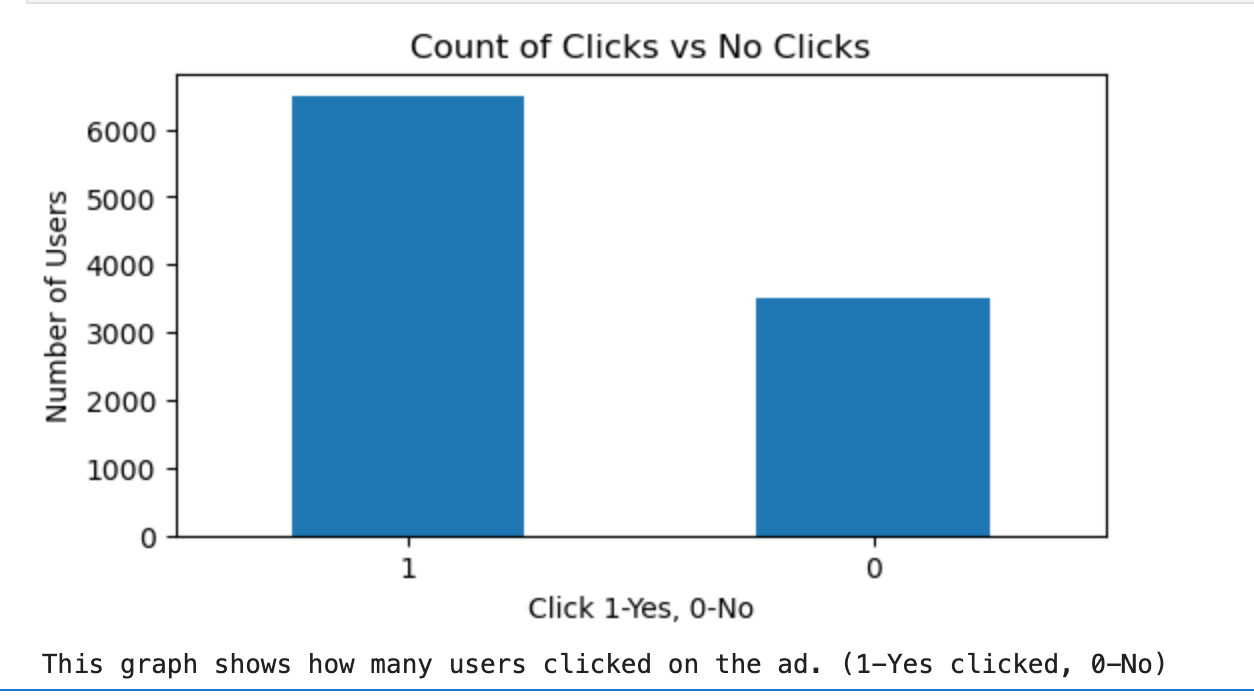 Count of Clicks vs No Clicks
Number of Users
6000
5000
4000
3000
2000
1000
0
1 0
Click 1-Yes, 0-No
This graph shows how many users clicked on the ad. (1–Yes clicked, 0–No)